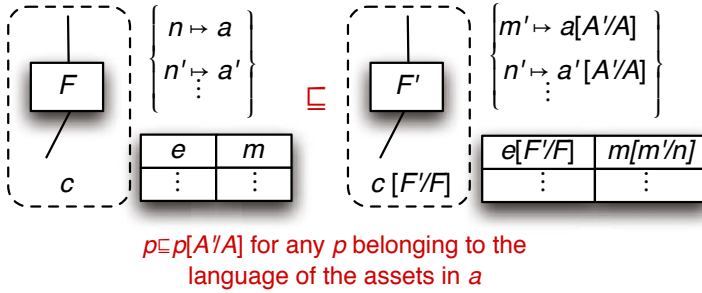 n ↦ a
n' ↦ a'
⋮
F
c
e m
⋮ ⋮
⊑
m' ↦ a[A'/A]
n' ↦ a' [A'/A]
⋮
F'
c [F'/F]
e[F'/F] m[m'/n]
⋮ ⋮
p⊑p[A'/A] for any p belonging to the
language of the assets in a